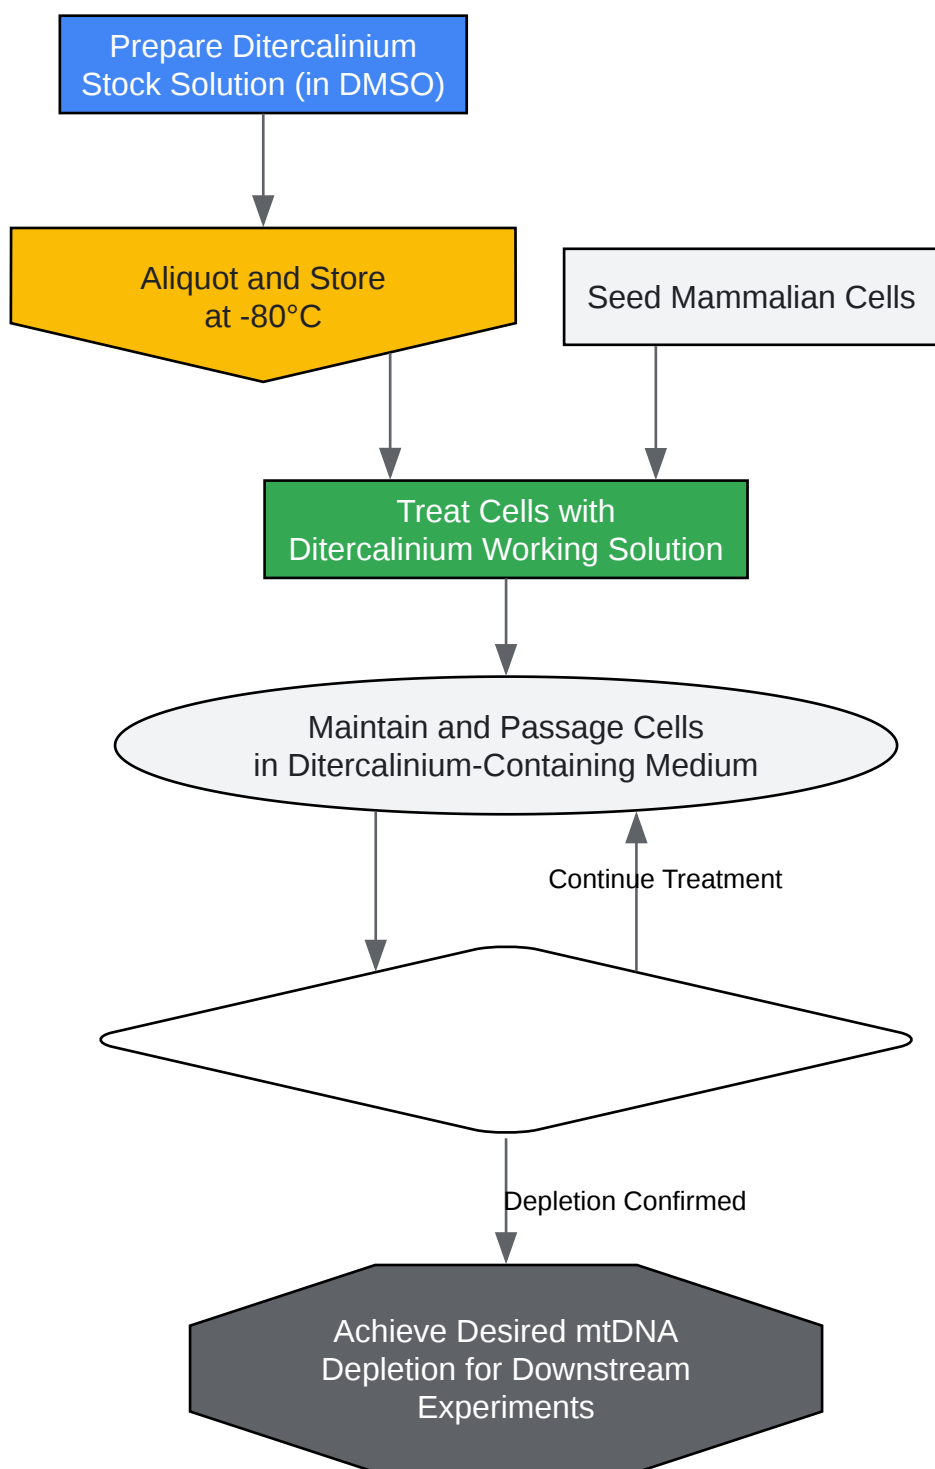 Prepare Ditercalinium
Stock Solution (in DMSO)
Aliquot and Store
at -80°C
Seed Mammalian Cells
Treat Cells with
Ditercalinium Working Solution
Maintain and Passage Cells
in Ditercalinium-Containing Medium
Continue Treatment
Depletion Confirmed
Achieve Desired mtDNA
Depletion for Downstream
Experiments